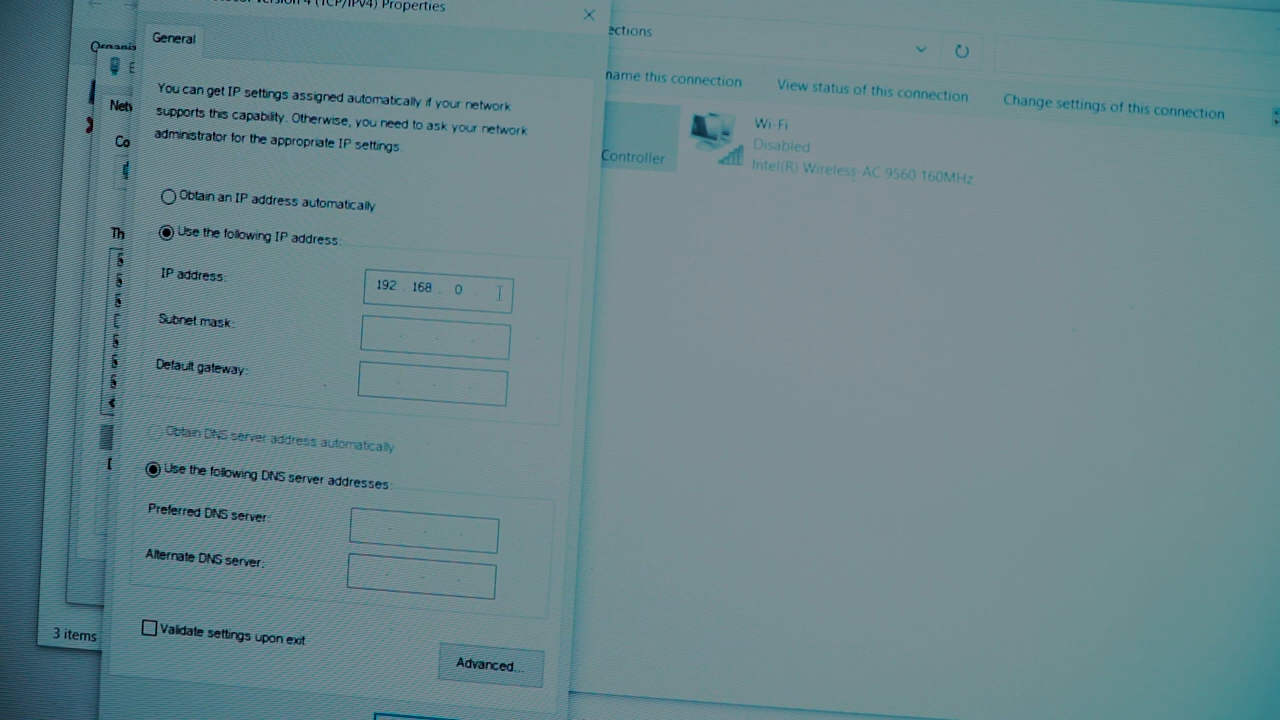 (TCP/IPv4) Properties
General
You can get IP settings assigned automatically if your network
supports this capability. Otherwise, you need to ask your network
administrator for the appropriate IP settings.
Obtain an IP address automatically
Use the following IP address:
IP address:
192 . 168 . 0 .
Subnet mask:
Default gateway:
Obtain DNS server address automatically
Use the following DNS server addresses:
Preferred DNS server:
Alternate DNS server:
Validate settings upon exit
Advanced...
3 items
ections
name this connection
View status of this connection
Change settings of this connection
Controller
Wi-Fi
Disabled
Intel(R) Wireless-AC 9560 160MHz